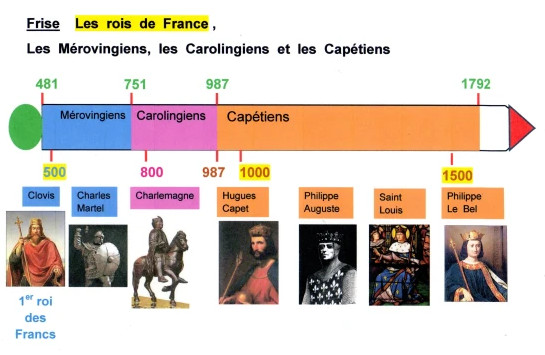 Frise Les rois de France ,
Les Mérovingiens, les Carolingiens et les Capétiens
481 751 987 1792
Mérovingiens Carolingiens Capétiens
500 800 987 1000 1500
Clovis
Charles
Martel
Charlemagne
Hugues
Capet
Philippe
Auguste
Saint
Louis
Philippe
Le Bel
1er roi
des
Francs